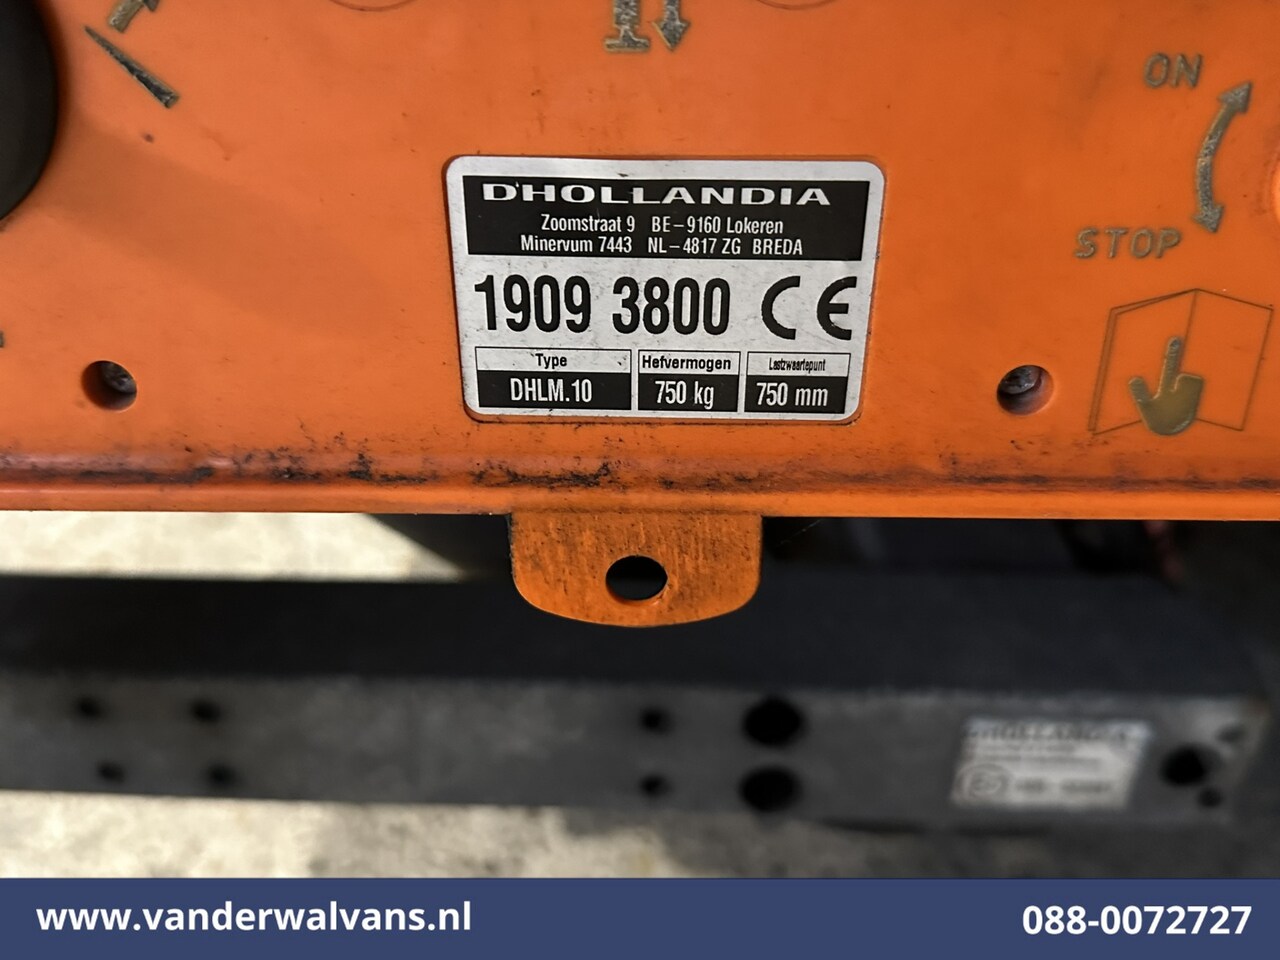 ON
STOP
D'HOLLANDIA
Zoomstraat 9 BE-9160 Lokeren
Minervum 7443 NL-4817 ZG BREDA
1909 3800 CE
Type Hefvermogen Lastzwaartepunt
DHLM.10 750 kg 750 mm
DHOLLANDIA
www.vanderwalvans.nl 088-0072727